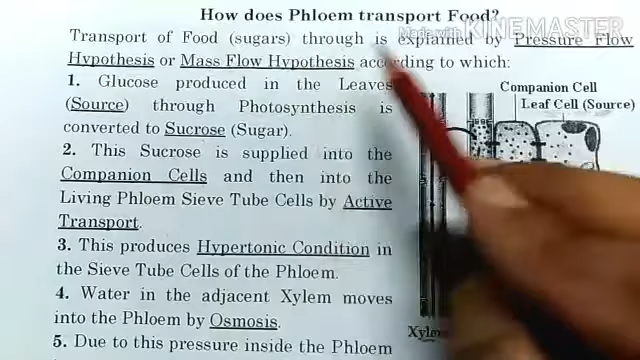 How does Phloem transport Food?
Made with KINEMASTER
Transport of Food (sugars) through is explained by Pressure Flow
Hypothesis or Mass Flow Hypothesis according to which:
1. Glucose produced in the Leaves
(Source) through Photosynthesis is
converted to Sucrose (Sugar).
2. This Sucrose is supplied into the
Companion Cells and then into the
Living Phloem Sieve Tube Cells by Active
Transport.
3. This produces Hypertonic Condition in
the Sieve Tube Cells of the Phloem.
4. Water in the adjacent Xylem moves
into the Phloem by Osmosis.
5. Due to this pressure inside the Phloem
Companion Cell
Leaf Cell (Source)